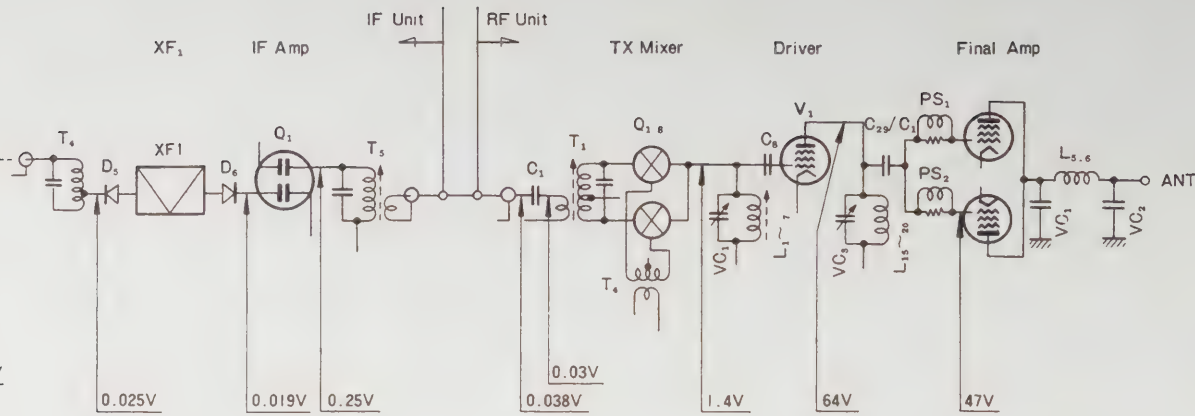 IF Unit RF Unit
XF₁ IF Amp TX Mixer Driver Final Amp
T₄ D₅ XF1 D₆ Q₁ T₅ C₁ T₁ Q₁₈ C₈ V₁ C₂₉/C₁ PS₁
PS₂ L₅.₆ ANT
VC₁ L₁~₇ VC₃ L₁₅~₂₀ VC₁ VC₂
T₄
0.03V
0.025V 0.019V 0.25V 0.038V 1.4V 64V 47V